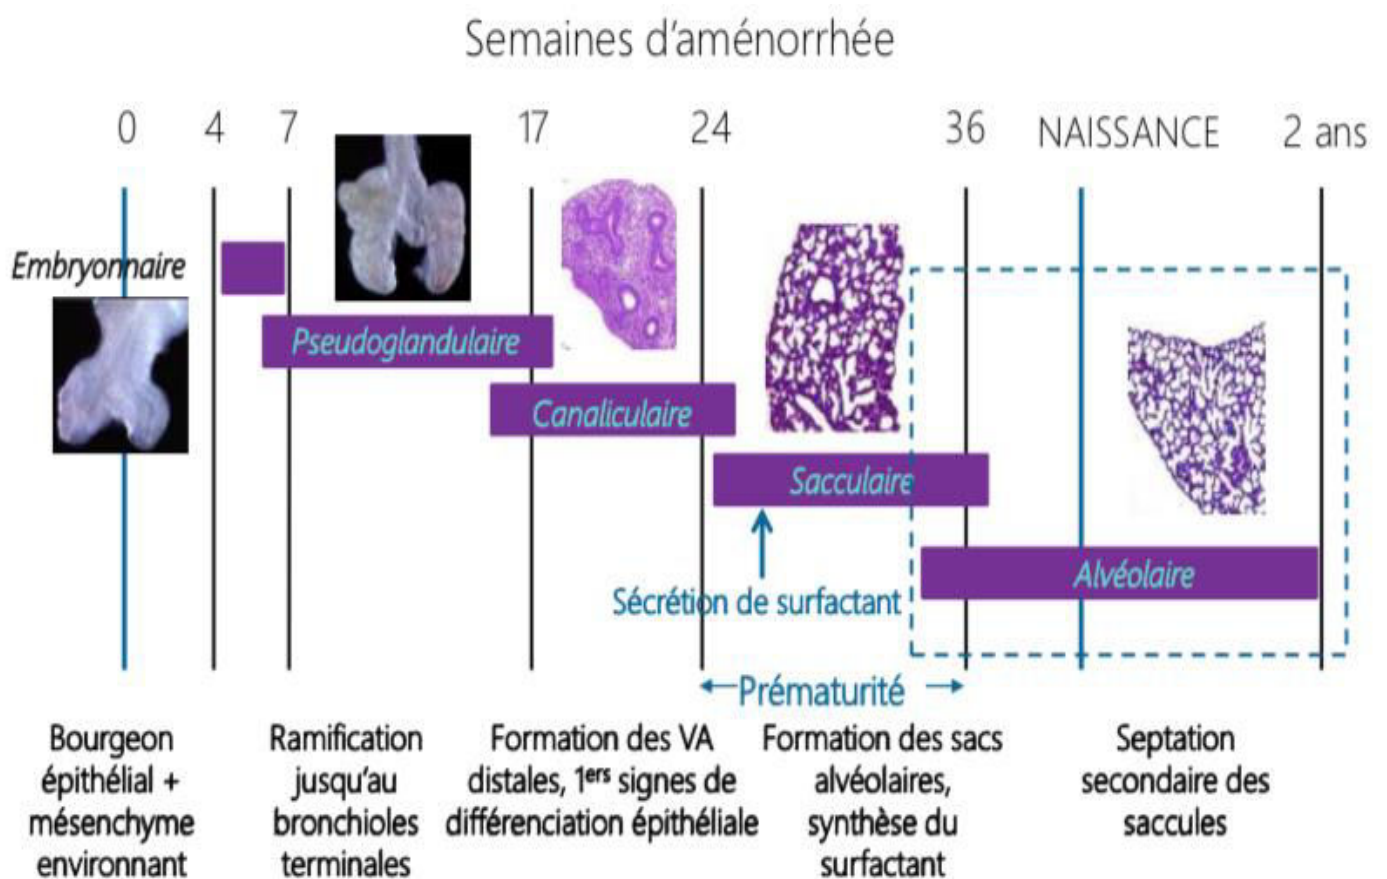 Semaines d'aménorrhée
0 4 7 17 24 36 NAISSANCE 2 ans
Embryonnaire
Pseudoglandulaire
Canaliculaire
Sacculaire
Alvéolaire
Sécrétion de surfactant
Prématurité
Bourgeon
épithélial +
mésenchyme
environnant
Ramification
jusqu'au
bronchioles
terminales
Formation des VA
distales, 1ers signes de
différenciation épithéliale
Formation des sacs
alvéolaires,
synthèse du
surfactant
Septation
secondaire des
saccules